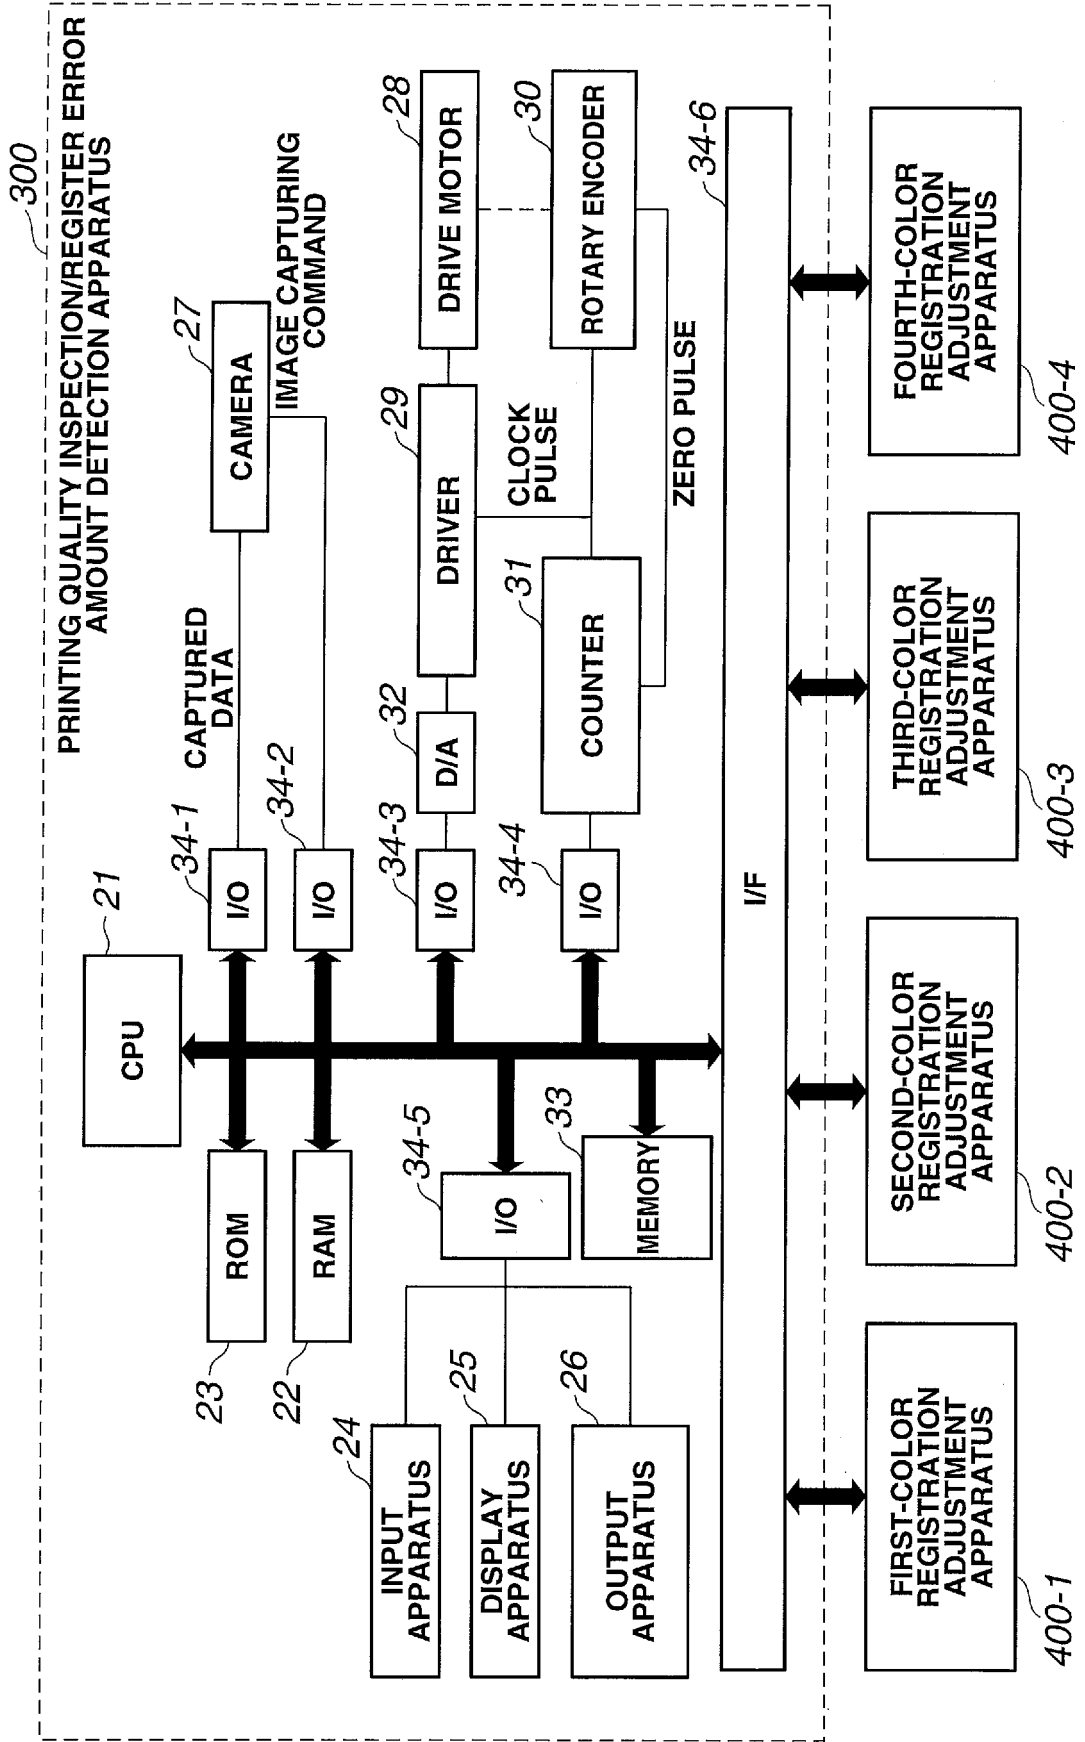 300
PRINTING QUALITY INSPECTION/REGISTER ERROR
AMOUNT DETECTION APPARATUS
21
CPU
23
ROM
22
RAM
34-1
I/O
CAPTURED
DATA
27
CAMERA
34-2
I/O
IMAGE CAPTURING
COMMAND
24
INPUT
APPARATUS
25
DISPLAY
APPARATUS
26
OUTPUT
APPARATUS
34-5
I/O
33
MEMORY
34-3
I/O
32
D/A
29
DRIVER
28
DRIVE MOTOR
34-4
I/O
31
COUNTER
CLOCK
PULSE
30
ROTARY ENCODER
ZERO PULSE
34-6
I/F
FIRST-COLOR
REGISTRATION
ADJUSTMENT
APPARATUS
400-1
SECOND-COLOR
REGISTRATION
ADJUSTMENT
APPARATUS
400-2
THIRD-COLOR
REGISTRATION
ADJUSTMENT
APPARATUS
400-3
FOURTH-COLOR
REGISTRATION
ADJUSTMENT
APPARATUS
400-4